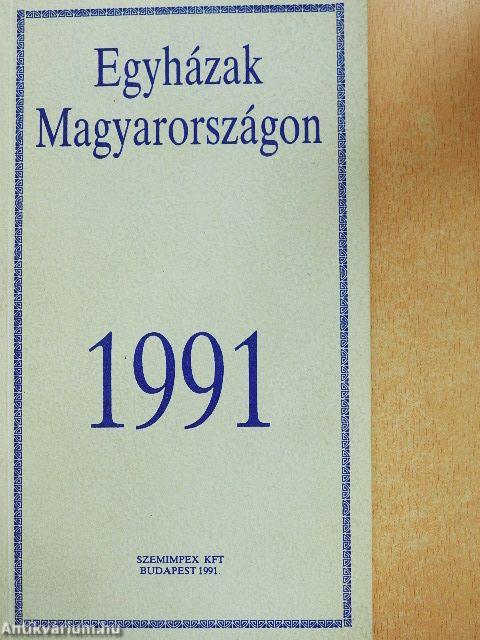 Egyházak
Magyarországon
1991
SZEMIMPEX KFT
BUDAPEST 1991.
Antikvarium.hu